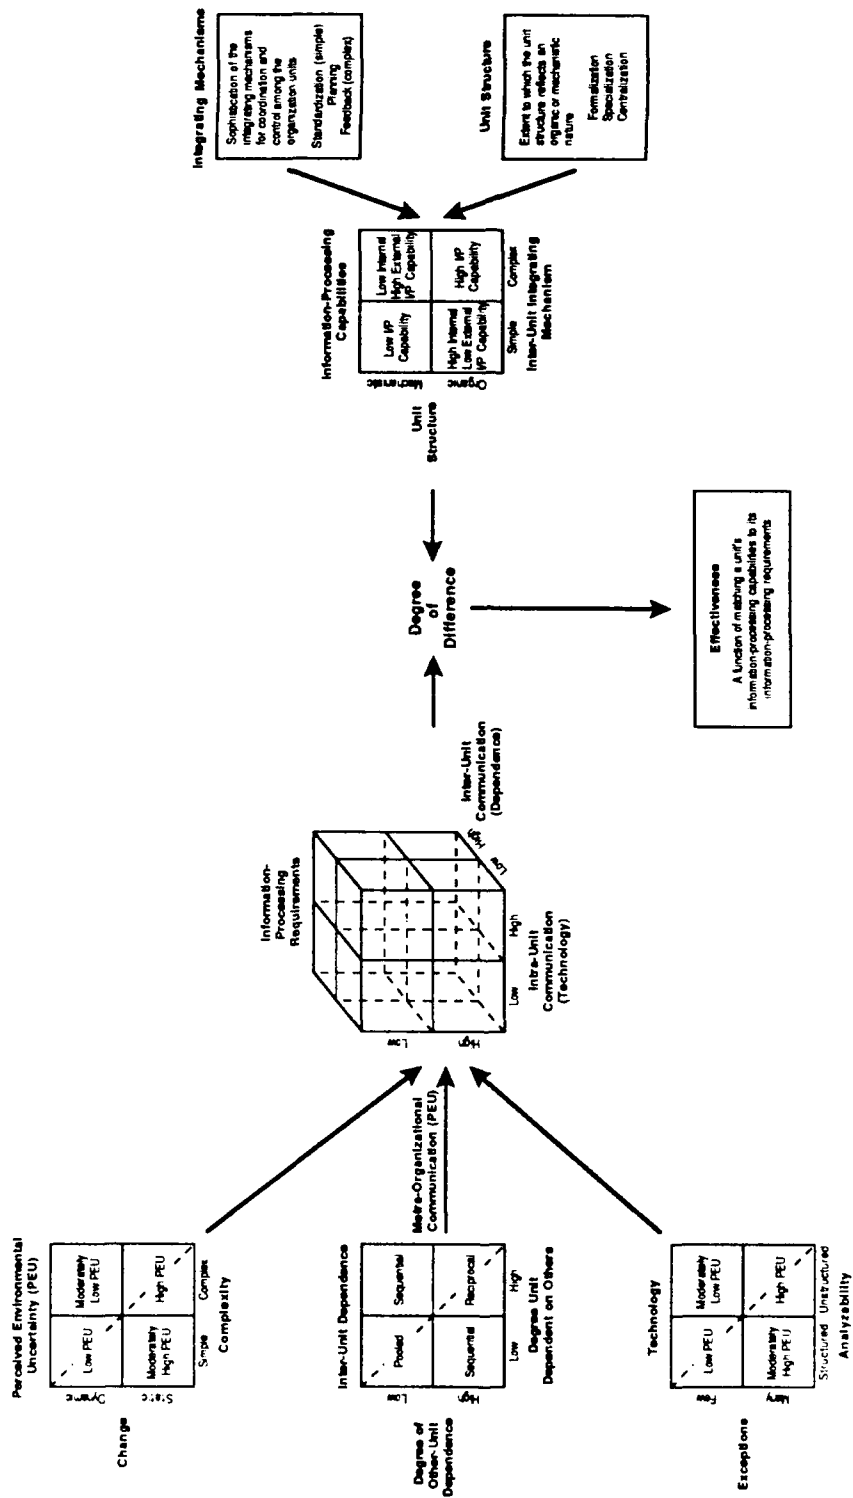 Perceived Environmental
Uncertainty (PEU)
Change
Dynamic
Static
Low PEU
Moderately
Low PEU
Moderately
High PEU
High PEU
Simple
Complex
Complexity
Inter-Unit Dependence
Degree of
Other-Unit
Dependence
Low
High
Pooled
Sequential
Sequential
Reciprocal
Low
High
Degree Unit
Dependent on Others
Technology
Exceptions
Few
Many
Low PEU
Moderately
Low PEU
Moderately
High PEU
High PEU
Structured
Unstructured
Analyzability
Metra-Organizational
Communication (PEU)
Information-
Processing
Requirements
Low
High
Low
High
Intra-Unit
Communication
(Technology)
Low
High
Inter-Unit
Communication
(Dependence)
Degree
of
Difference
Effectiveness
A function of matching a unit's
information-processing capabilities to its
information-processing requirements
Information-Processing
Capabilities
Unit
Structure
Mechanistic
Organic
Low I/P
Capability
Low Internal
High External
I/P Capability
High Internal
Low External
I/P Capability
High I/P
Capability
Simple
Complex
Inter-Unit Integrating
Mechanism
Integrating Mechanisms
Sophistication of the
integrating mechanisms
for coordination and
control among the
organization units
Standardization (simple)
Planning
Feedback (complex)
Unit Structure
Extent to which the unit
structure reflects an
organic or mechanistic
nature
Formalization
Specialization
Centralization